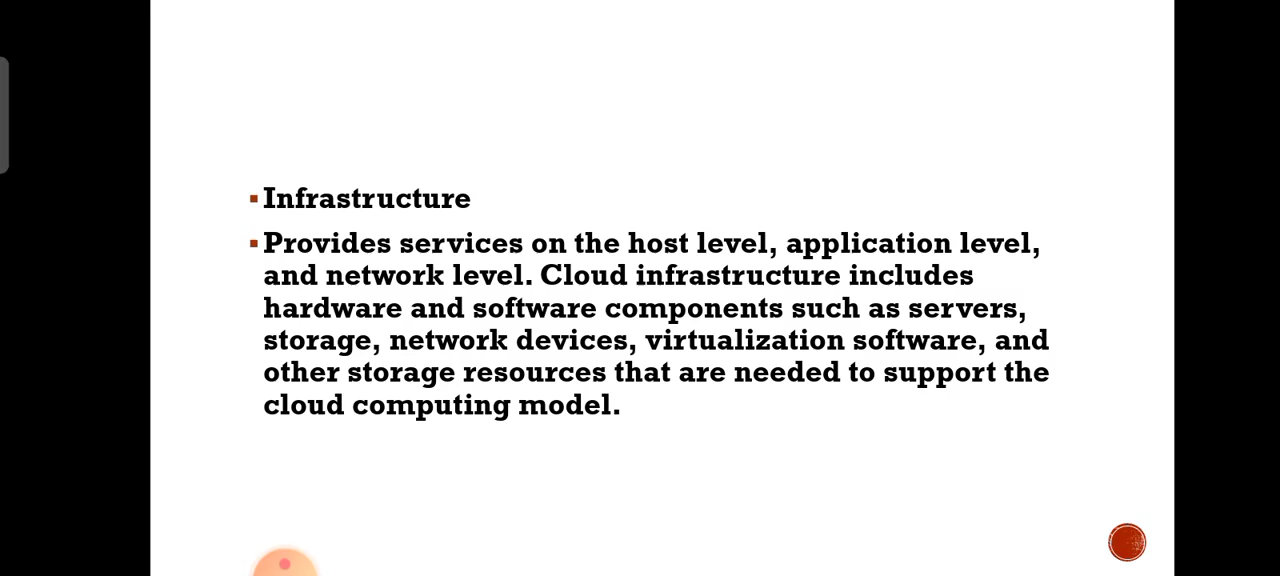 Infrastructure
Provides services on the host level, application level,
and network level. Cloud infrastructure includes
hardware and software components such as servers,
storage, network devices, virtualization software, and
other storage resources that are needed to support the
cloud computing model.